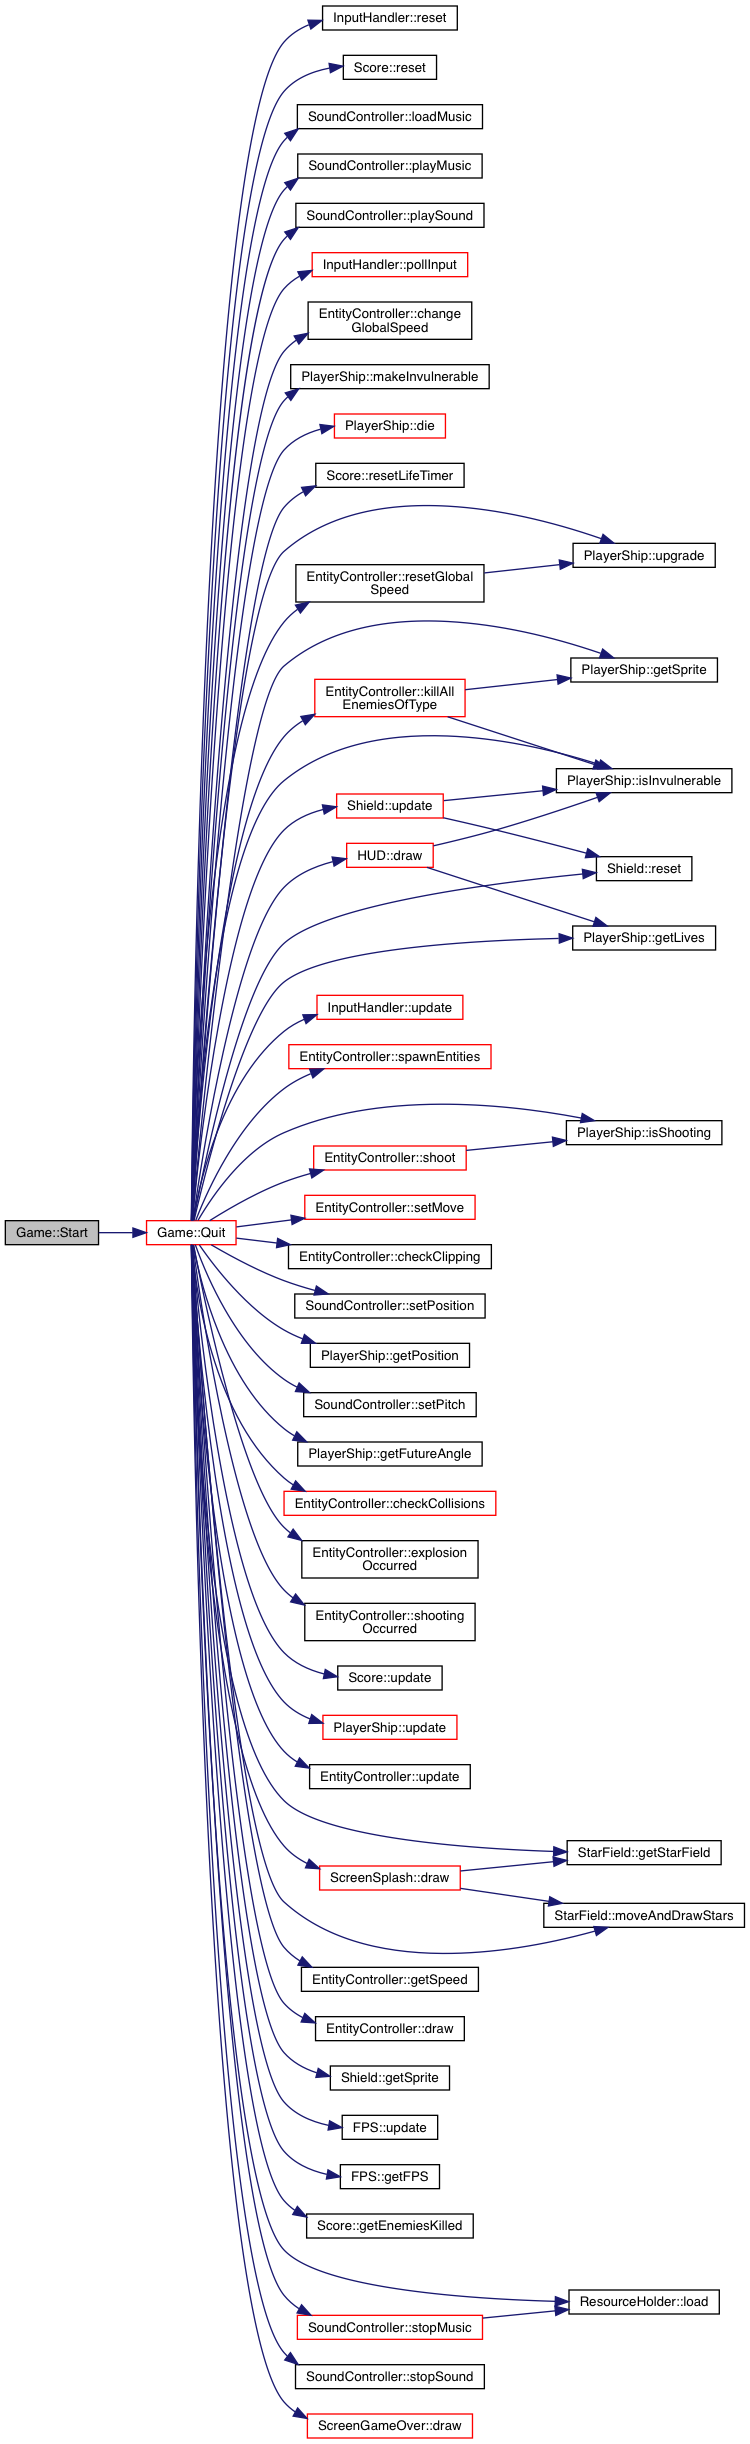 InputHandler::reset
Score::reset
SoundController::loadMusic
SoundController::playMusic
SoundController::playSound
InputHandler::pollInput
EntityController::change
GlobalSpeed
PlayerShip::makeInvulnerable
PlayerShip::die
Score::resetLifeTimer
PlayerShip::upgrade
EntityController::resetGlobal
Speed
PlayerShip::getSprite
EntityController::killAll
EnemiesOfType
PlayerShip::isInvulnerable
Shield::update
HUD::draw
Shield::reset
PlayerShip::getLives
InputHandler::update
EntityController::spawnEntities
PlayerShip::isShooting
EntityController::shoot
EntityController::setMove
Game::Start
Game::Quit
EntityController::checkClipping
SoundController::setPosition
PlayerShip::getPosition
SoundController::setPitch
PlayerShip::getFutureAngle
EntityController::checkCollisions
EntityController::explosion
Occurred
EntityController::shooting
Occurred
Score::update
PlayerShip::update
EntityController::update
StarField::getStarField
ScreenSplash::draw
StarField::moveAndDrawStars
EntityController::getSpeed
EntityController::draw
Shield::getSprite
FPS::update
FPS::getFPS
Score::getEnemiesKilled
ResourceHolder::load
SoundController::stopMusic
SoundController::stopSound
ScreenGameOver::draw